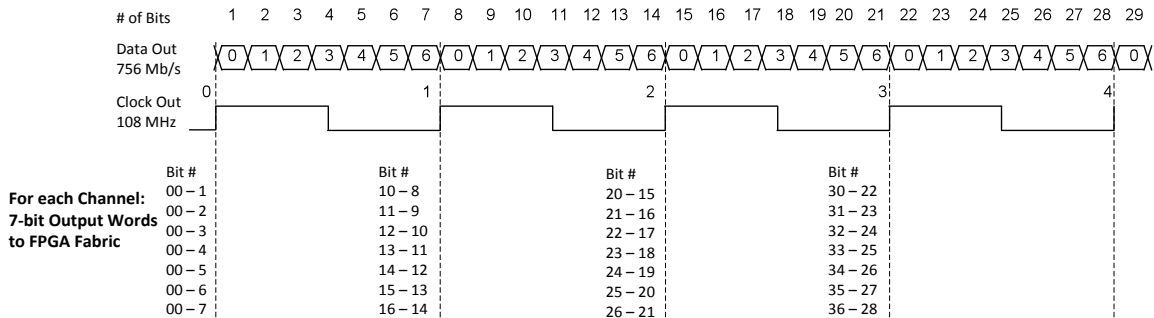 # of Bits 1 2 3 4 5 6 7 8 9 10 11 12 13 14 15 16 17 18 19 20 21 22 23 24 25 26 27 28 29
Data Out 0 1 2 3 4 5 6 0 1 2 3 4 5 6 0 1 2 3 4 5 6 0 1 2 3 4 5 6 0
756 Mb/s
0 1 2 3 4
Clock Out
108 MHz
Bit # Bit # Bit # Bit #
00 – 1 10 – 8 20 – 15 30 – 22
For each Channel:
00 – 2 11 – 9 21 – 16 31 – 23
7-bit Output Words
00 – 3 12 – 10 22 – 17 32 – 24
to FPGA Fabric
00 – 4 13 – 11 23 – 18 33 – 25
00 – 5 14 – 12 24 – 19 34 – 26
00 – 6 15 – 13 25 – 20 35 – 27
00 – 7 16 – 14 26 – 21 36 – 28